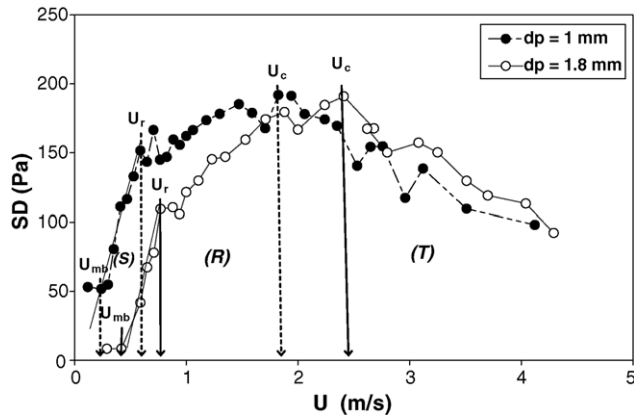 250
200
150
100
50
0
SD (Pa)
dp = 1 mm
dp = 1.8 mm
Uc
Uc
Ur
Ur
(S)
(R)
(T)
Umb
Umb
0 1 2 3 4 5
U (m/s)